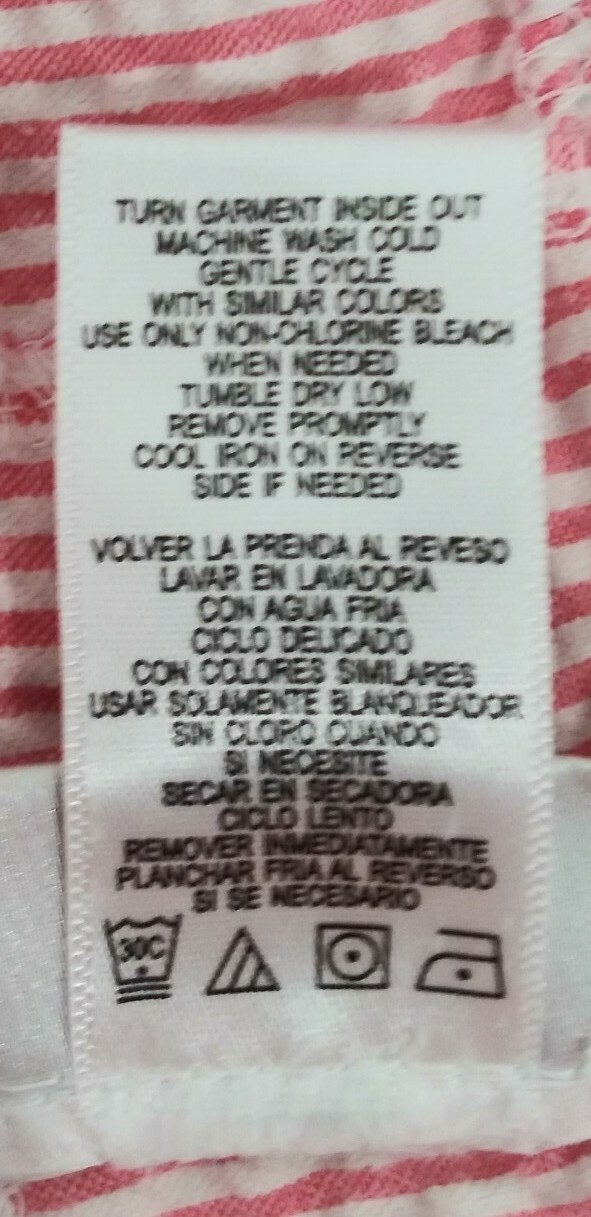 TURN GARMENT INSIDE OUT
MACHINE WASH COLD
GENTLE CYCLE
WITH SIMILAR COLORS
USE ONLY NON-CHLORINE BLEACH
WHEN NEEDED
TUMBLE DRY LOW
REMOVE PROMPTLY
COOL IRON ON REVERSE
SIDE IF NEEDED
VOLVER LA PRENDA AL REVESO
LAVAR EN LAVADORA
CON AGUA FRIA
CICLO DELICADO
CON COLORES SIMILARES
USAR SOLAMENTE BLANQUEADOR
SIN CLORO CUANDO
SI NECESITE
SECAR EN SECADORA
CICLO LENTO
REMOVER INMEDIATAMENTE
PLANCHAR FRIA AL REVERSO
SI SE NECESARIO
30C